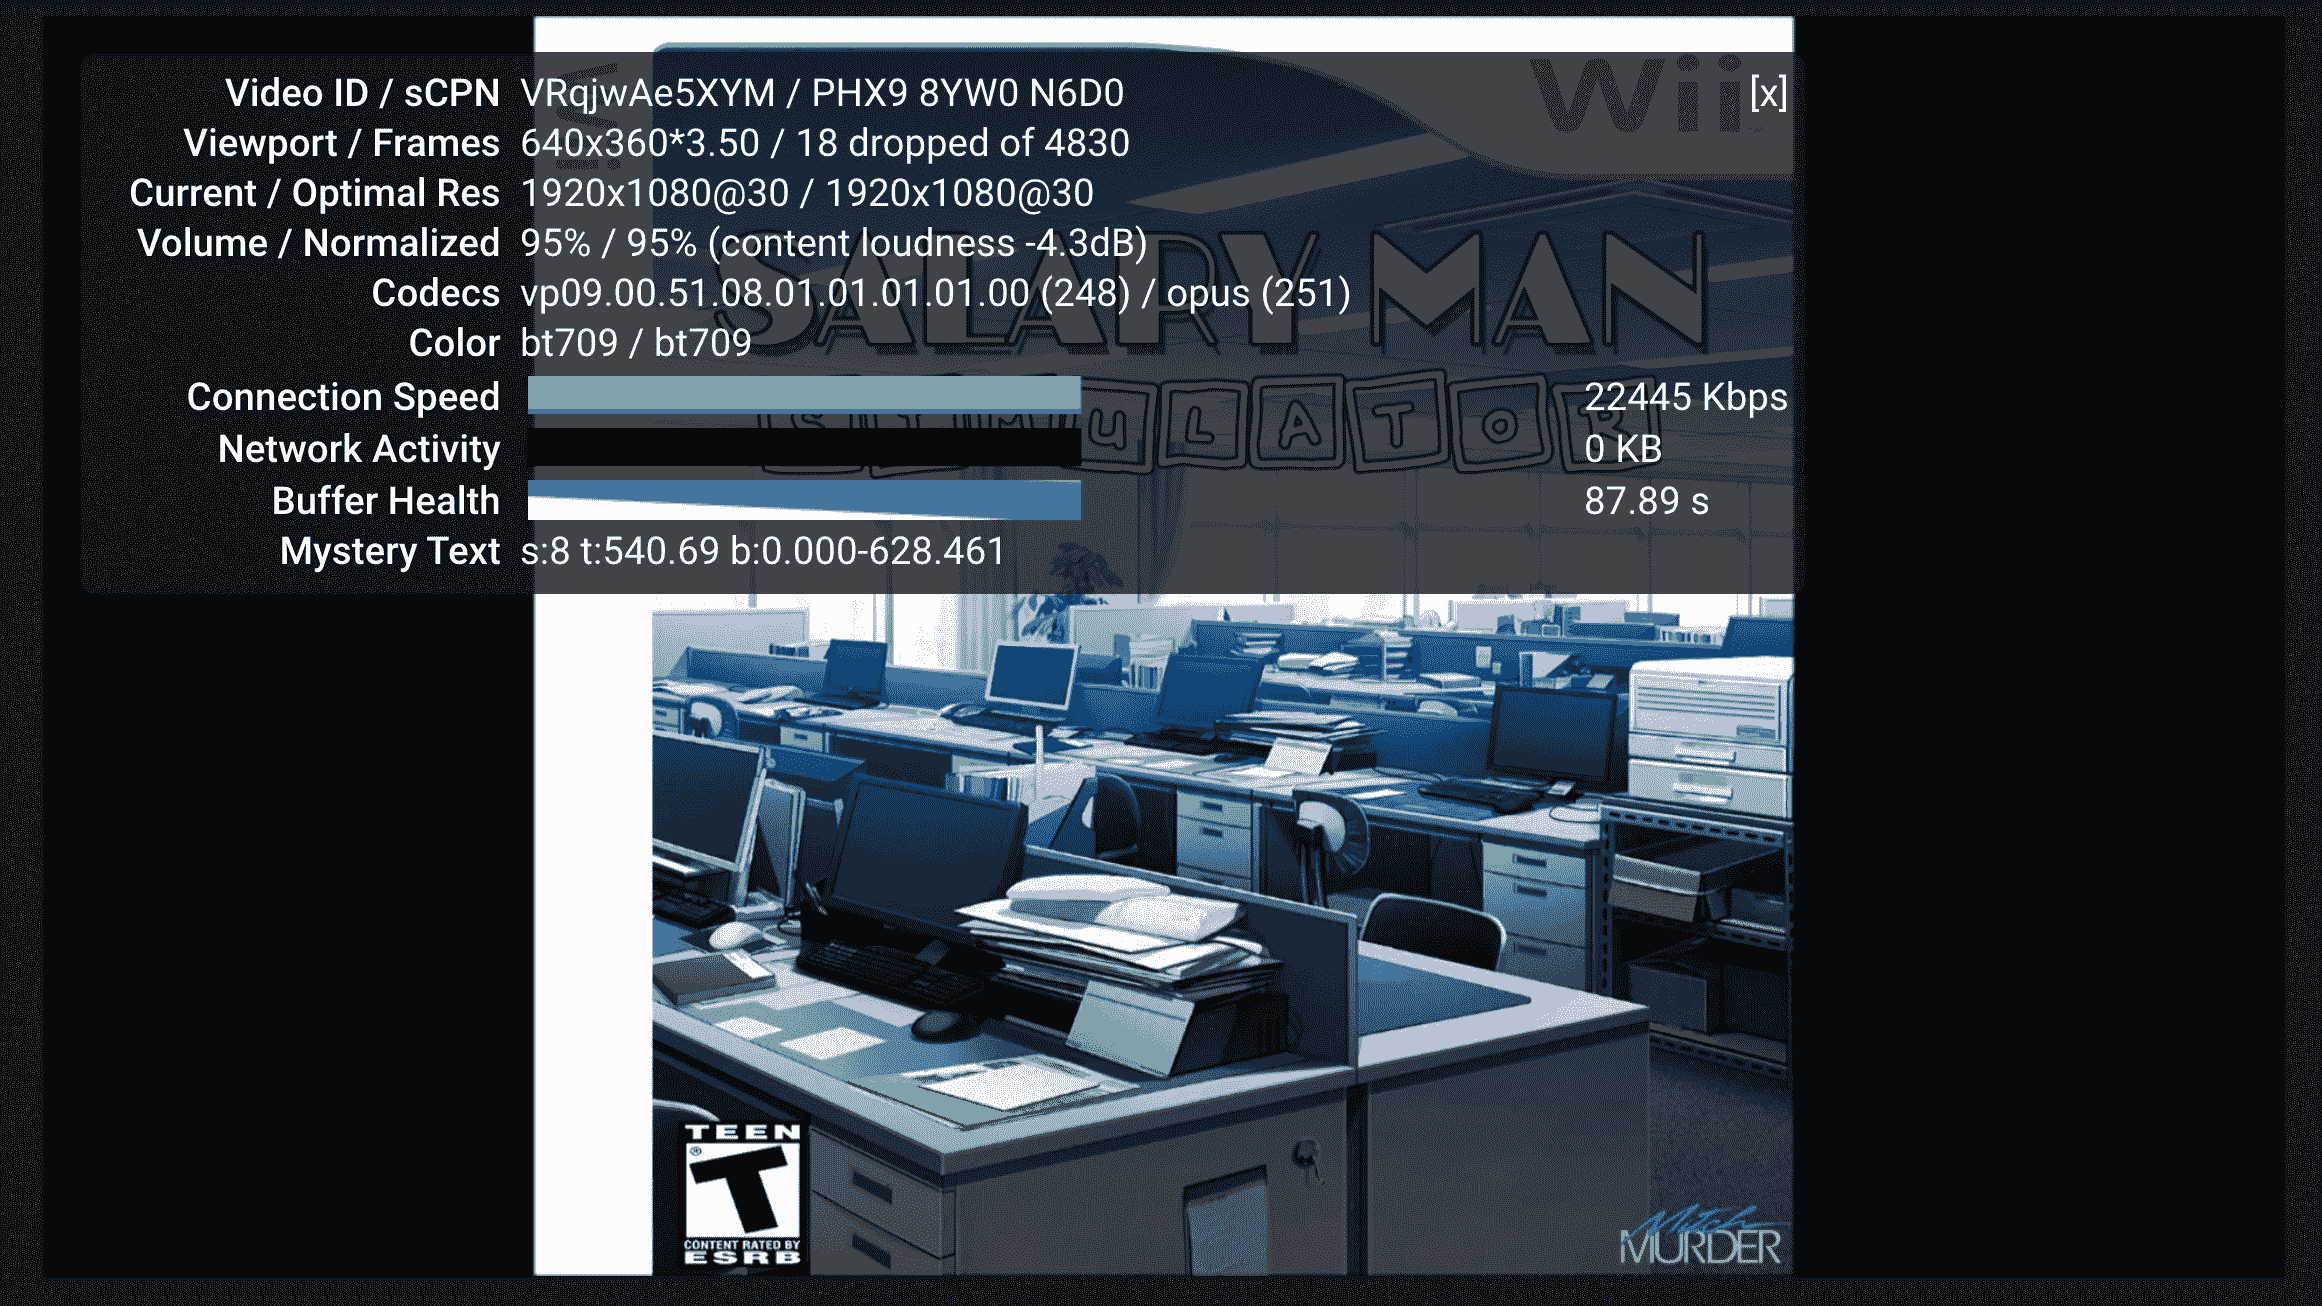 Video ID / sCPN VRqjwAe5XYM / PHX9 8YW0 N6D0 [x]
Viewport / Frames 640x360*3.50 / 18 dropped of 4830
Current / Optimal Res 1920x1080@30 / 1920x1080@30
Volume / Normalized 95% / 95% (content loudness -4.3dB)
Codecs vp09.00.51.08.01.01.01.01.00 (248) / opus (251)
Color bt709 / bt709
Connection Speed 22445 Kbps
Network Activity 0 KB
Buffer Health 87.89 s
Mystery Text s:8 t:540.69 b:0.000-628.461
Wii
Wii
SALARY MAN
SIMULATOR
TEEN
T
CONTENT RATED BY
ESRB
Mitch
MURDER